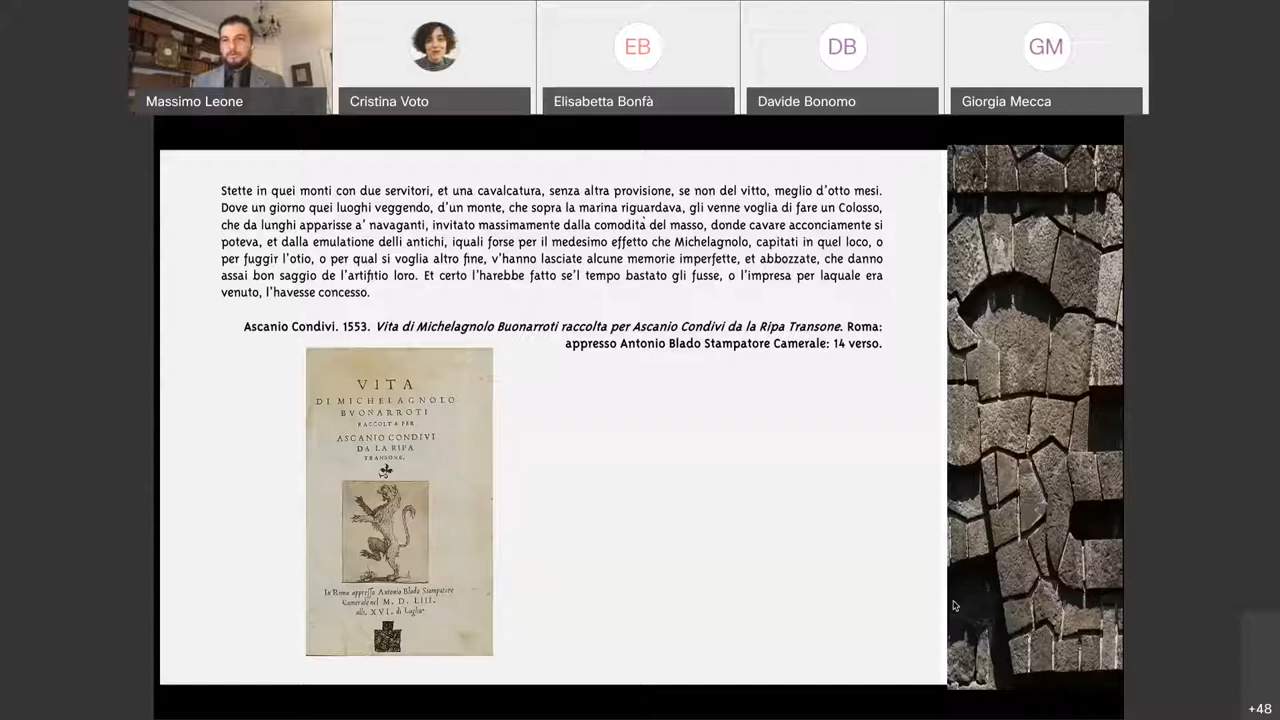 Massimo Leone
Cristina Voto
EB
Elisabetta Bonfà
DB
Davide Bonomo
GM
Giorgia Mecca
Stette in quei monti con due servitori, et una cavalcatura, senza altra provisione, se non del vitto, meglio d'otto mesi.
Dove un giorno quei luoghi veggendo, d'un monte, che sopra la marina riguardava, gli venne voglia di fare un Colosso,
che da lunghi apparisse a' navaganti, invitato massimamente dalla comodità del masso, donde cavare acconciamente si
poteva, et dalla emulatione delli antichi, iquali forse per il medesimo effetto che Michelagnolo, capitati in quel loco, o
per fuggir l'otio, o per qual si voglia altro fine, v'hanno lasciate alcune memorie imperfette, et abbozzate, che danno
assai bon saggio de l'artifitio loro. Et certo l'harebbe fatto se'l tempo bastato gli fusse, o l'impresa per laquale era
venuto, l'havesse concesso.
Ascanio Condivi. 1553. Vita di Michelagnolo Buonarroti raccolta per Ascanio Condivi da la Ripa Transone. Roma:
appresso Antonio Blado Stampatore Camerale: 14 verso.
VITA
DI MICHELAGNOLO
BVONARROTI
RACCOLTA PER
ASCANIO CONDIVI
DA LA RIPA
TRANSONE.
In Roma appresso Antonio Blado Stampatore
Camerale nel M. D. LIII.
alli. XVI. di Luglio.
+48